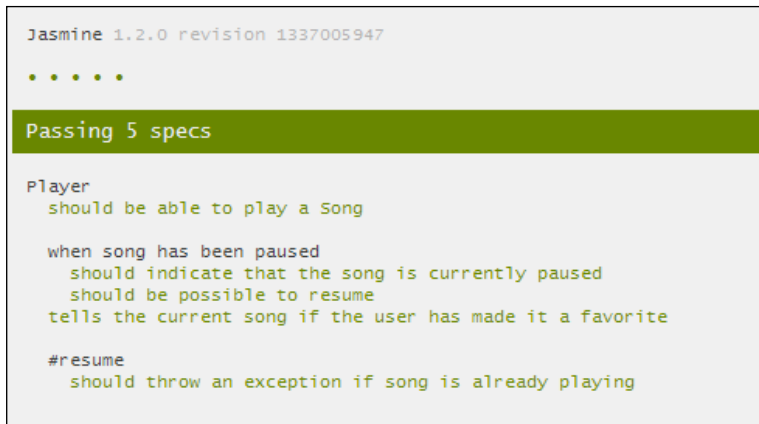 Jasmine 1.2.0 revision 1337005947
• • • • •
Passing 5 specs
Player
should be able to play a Song
when song has been paused
should indicate that the song is currently paused
should be possible to resume
tells the current song if the user has made it a favorite
#resume
should throw an exception if song is already playing